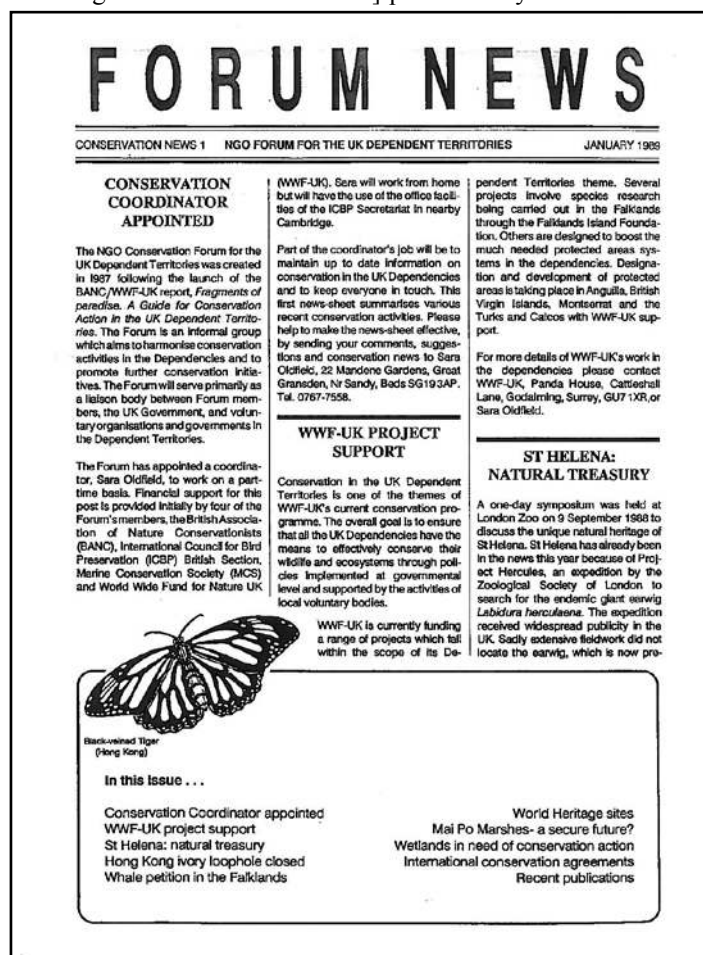 FORUM NEWS
CONSERVATION NEWS 1 NGO FORUM FOR THE UK DEPENDENT TERRITORIES JANUARY 1989
CONSERVATION
COORDINATOR
APPOINTED
The NGO Conservation Forum for the
UK Dependent Territories was created
in 1987 following the launch of the
BANC/WWF-UK report, Fragments of
paredise. A Guide for Conservation
Action in the UK Dependent Territo-
ries. The Forum is an informal group
which aims to harmonise conservation
activities in the Dependencies and to
promote further conservation initia-
tives. The Forum will serve primarily as
a liaison body between Forum mem-
bers, the UK Government, and volun-
tary organisations and governments in
the Dependent Territories.
The Forum has appointed a coordina-
tor, Sara Oldfield, to work on a part-
time basis. Financial support for this
post is provided initially by four of the
Forum's members, the British Associa-
tion of Nature Conservationists
(BANC), International Council for Bird
Preservation (ICBP) British Section,
Marine Conservation Society (MCS)
and World Wide Fund for Nature UK
(WWF-UK). Sara will work from home
but will have the use of the office facili-
ties of the ICBP Secretariat in nearby
Cambridge.
Part of the coordinator's job will be to
maintain up to date information on
conservation in the UK Dependencies
and to keep everyone in touch. This
first news-sheet summarises various
recent conservation activities. Please
help to make the news-sheet effective,
by sending your comments, sugges-
tions and conservation news to Sara
Oldfield, 22 Mandene Gardens, Great
Gransden, Nr Sandy, Beds SG19 3AP.
Tel. 0767-7558.
WWF-UK PROJECT
SUPPORT
Conservation in the UK Dependent
Territories is one of the themes of
WWF-UK's current conservation pro-
gramme. The overall goal is to ensure
that all the UK Dependencies have the
means to effectively conserve their
wildlife and ecosystems through poli-
cies implemented at governmental
level and supported by the activities of
local voluntary bodies.
WWF-UK is currently funding
a range of projects which fall
within the scope of its De-
pendent Territories theme. Several
projects involve species research
being carried out in the Falklands
through the Falklands Island Founda-
tion. Others are designed to boost the
much needed protected areas sys-
tems in the dependencies. Designa-
tion and development of protected
areas is taking place in Anguilla, British
Virgin Islands, Montserrat and the
Turks and Caicos with WWF-UK sup-
port.
For more details of WWF-UK's work in
the dependencies please contact
WWF-UK, Panda House, Catteshall
Lane, Godalming, Surrey, GU7 1XR,or
Sara Oldfield.
ST HELENA:
NATURAL TREASURY
A one-day symposium was held at
London Zoo on 9 September 1988 to
discuss the unique natural heritage of
St Helena. St Helena has already been
in the news this year because of Proj-
ect Hercules, an expedition by the
Zoological Society of London to
search for the endemic giant earwig
Labidura herculaena. The expedition
received widespread publicity in the
UK. Sadly extensive fieldwork did not
locate the earwig, which is now pre-
Black-veined Tiger
(Hong Kong)
In this Issue . . .
Conservation Coordinator appointed
WWF-UK project support
St Helena: natural treasury
Hong Kong ivory loophole closed
Whale petition in the Falklands
World Heritage sites
Mai Po Marshes- a secure future?
Wetlands in need of conservation action
International conservation agreements
Recent publications